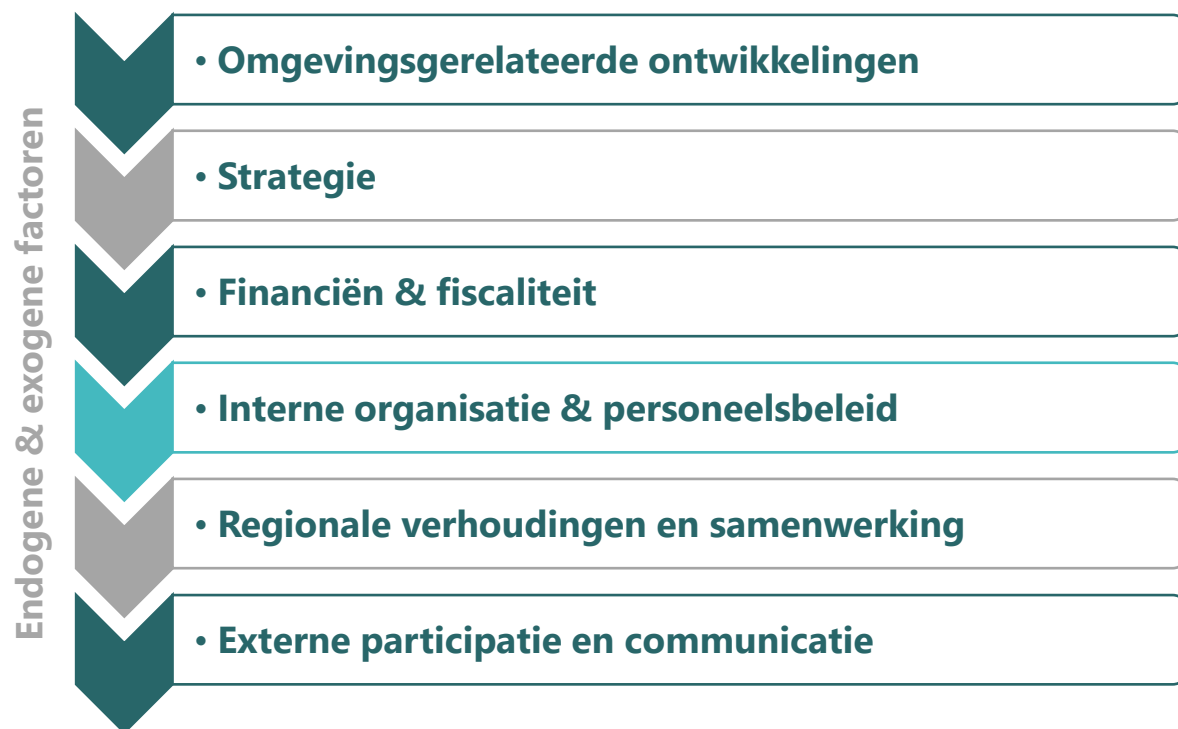 Endogene & exogene factoren
• Omgevingsgerelateerde ontwikkelingen
• Strategie
• Financiën & fiscaliteit
• Interne organisatie & personeelsbeleid
• Regionale verhoudingen en samenwerking
• Externe participatie en communicatie